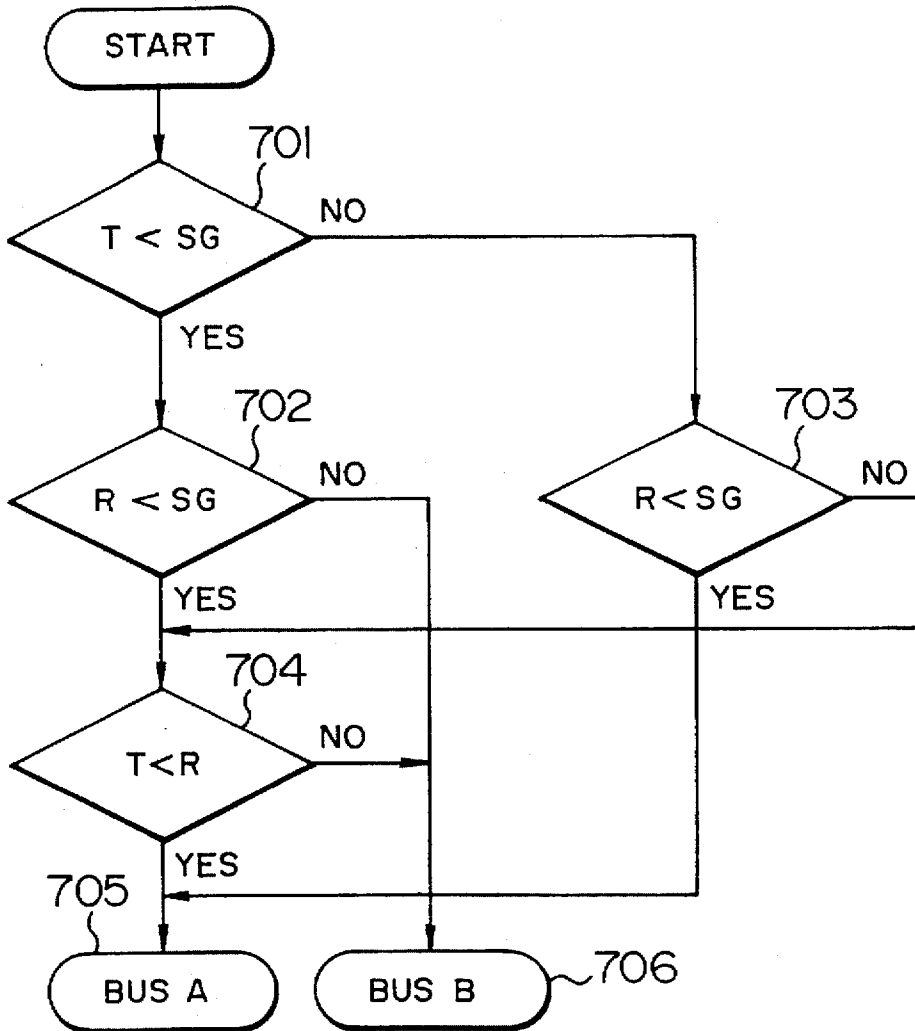 START
701
T < SG
NO
YES
702
703
R < SG
NO
R < SG
NO
YES
YES
704
T < R
NO
YES
705
BUS A
BUS B
706